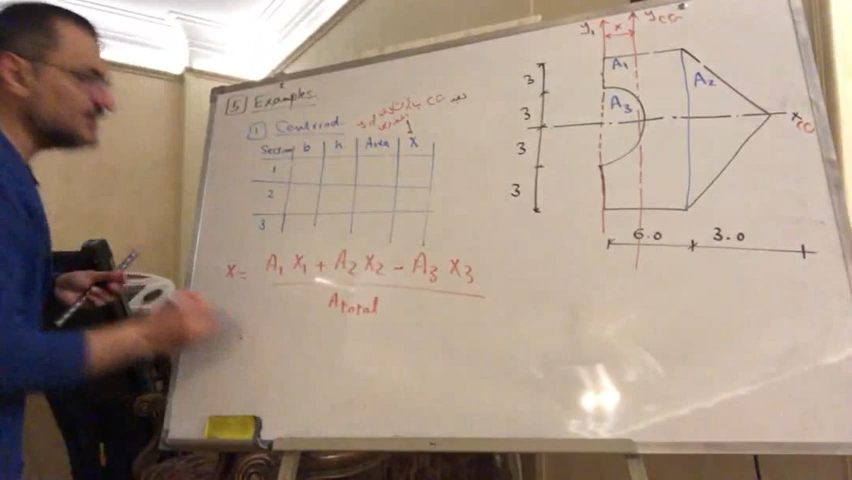 5 Examples
1 Centroid
CG
Section b h Area X
1
2
3
X = A1 X1 + A2 X2 - A3 X3
Atotal
y1 x yCG
A1
A2
A3
xCG
3
3
3
3
6.0 3.0